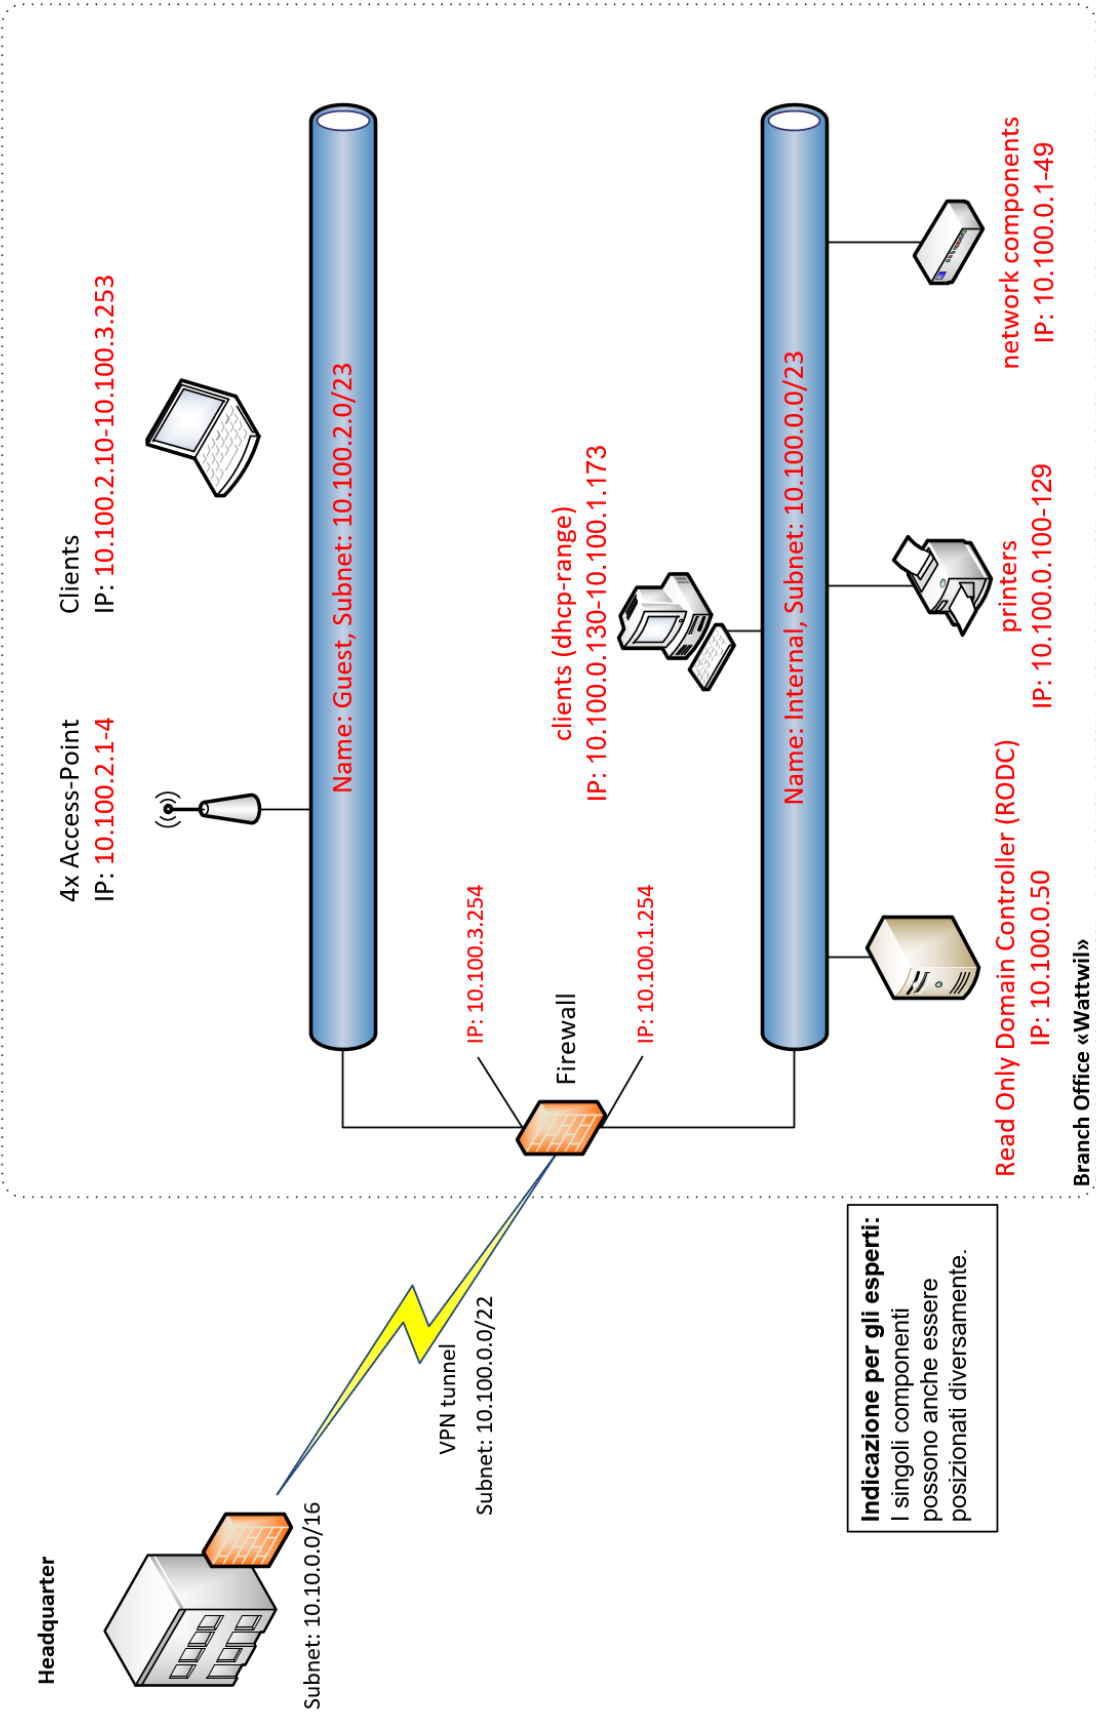 Headquarter
Subnet: 10.10.0.0/16
VPN tunnel
Subnet: 10.100.0.0/22
Indicazione per gli esperti:
I singoli componenti
possono anche essere
posizionati diversamente.
4x Access-Point
IP: 10.100.2.1-4
Clients
IP: 10.100.2.10-10.100.3.253
Name: Guest, Subnet: 10.100.2.0/23
IP: 10.100.3.254
Firewall
IP: 10.100.1.254
clients (dhcp-range)
IP: 10.100.0.130-10.100.1.173
Name: Internal, Subnet: 10.100.0.0/23
Read Only Domain Controller (RODC)
IP: 10.100.0.50
printers
IP: 10.100.0.100-129
network components
IP: 10.100.0.1-49
Branch Office «Wattwil»